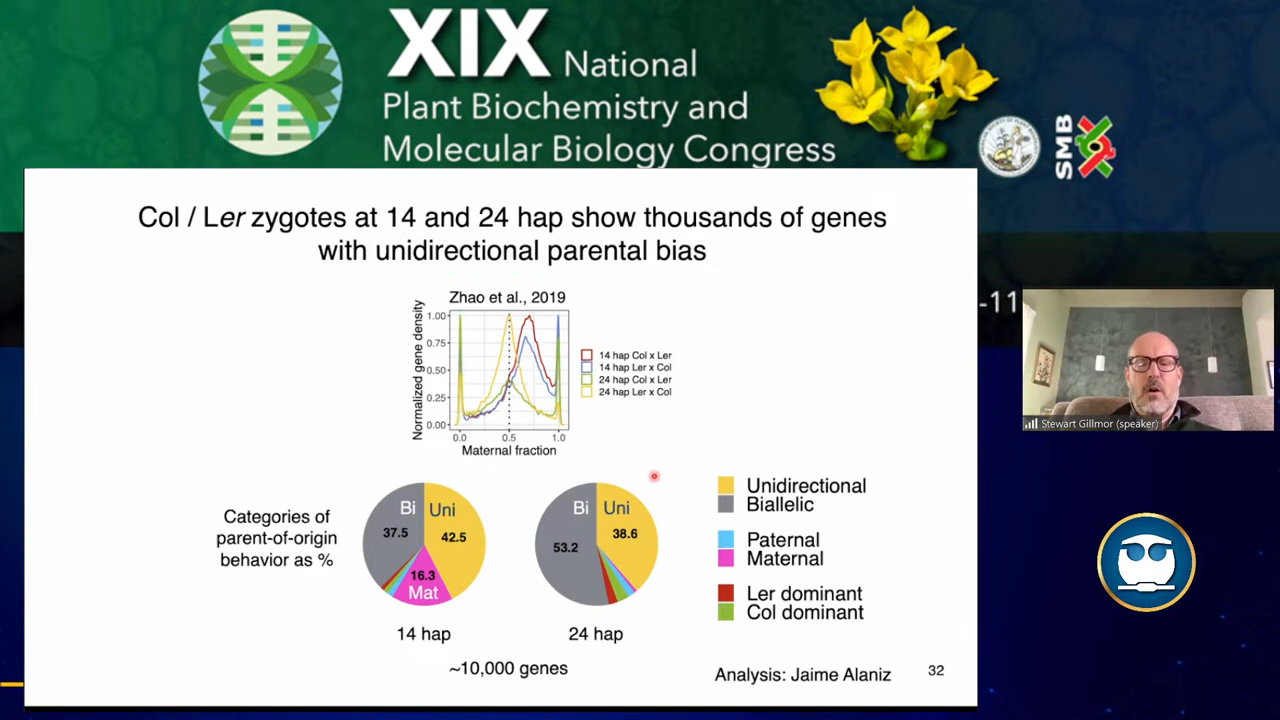 XIX National
Plant Biochemistry and
Molecular Biology Congress
SMB
-11
Col / Ler zygotes at 14 and 24 hap show thousands of genes
with unidirectional parental bias
Zhao et al., 2019
Normalized gene density
1.00
0.75
0.50
0.25
0.00
0.0 0.5 1.0
Maternal fraction
14 hap Col x Ler
14 hap Ler x Col
24 hap Col x Ler
24 hap Ler x Col
Stewart Gillmor (speaker)
Categories of
parent-of-origin
behavior as %
Bi Uni
37.5 42.5
16.3
Mat
14 hap
Bi Uni
53.2 38.6
24 hap
~10,000 genes
Unidirectional
Biallelic
Paternal
Maternal
Ler dominant
Col dominant
Analysis: Jaime Alaniz
32